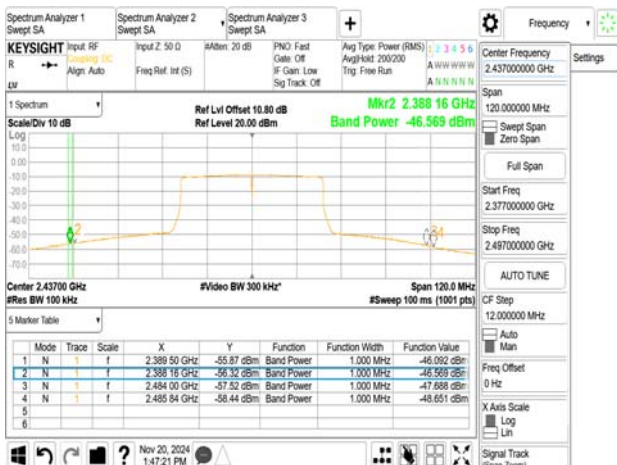 Spectrum Analyzer 1
Swept SA
Spectrum Analyzer 2
Swept SA
Spectrum Analyzer 3
Swept SA
Frequency
KEYSIGHT
R
Input: RF
Coupling: DC
Align: Auto
Input Z: 50 Ω
Freq Ref: Int (S)
#Atten: 20 dB
PNO: Fast
Gate: Off
IF Gain: Low
Sig Track: Off
Avg Type: Power (RMS)
Avg|Hold: 200/200
Trig: Free Run
1 2 3 4 5 6
A W W W W W
A N N N N N
1 Spectrum
Scale/Div 10 dB
Ref Lvl Offset 10.80 dB
Ref Level 20.00 dBm
Mkr2 2.388 16 GHz
Band Power -46.569 dBm
Log
10.0
0.00
-10.0
-20.0
-30.0
-40.0
-50.0
-60.0
-70.0
2
34
Center 2.43700 GHz
#Res BW 100 kHz
#Video BW 300 kHz*
Span 120.0 MHz
#Sweep 100 ms (1001 pts)
5 Marker Table
Mode Trace Scale X Y Function Function Width Function Value
1 N 1 f 2.389 50 GHz -55.87 dBm Band Power 1.000 MHz -46.092 dBm
2 N 1 f 2.388 16 GHz -56.32 dBm Band Power 1.000 MHz -46.569 dBm
3 N 1 f 2.484 00 GHz -57.52 dBm Band Power 1.000 MHz -47.688 dBm
4 N 1 f 2.485 84 GHz -58.44 dBm Band Power 1.000 MHz -48.651 dBm
5
6
Nov 20, 2024
1:47:21 PM
Center Frequency
2.437000000 GHz
Settings
Span
120.000000 MHz
Swept Span
Zero Span
Full Span
Start Freq
2.377000000 GHz
Stop Freq
2.497000000 GHz
AUTO TUNE
CF Step
12.000000 MHz
Auto
Man
Freq Offset
0 Hz
X Axis Scale
Log
Lin
Signal Track